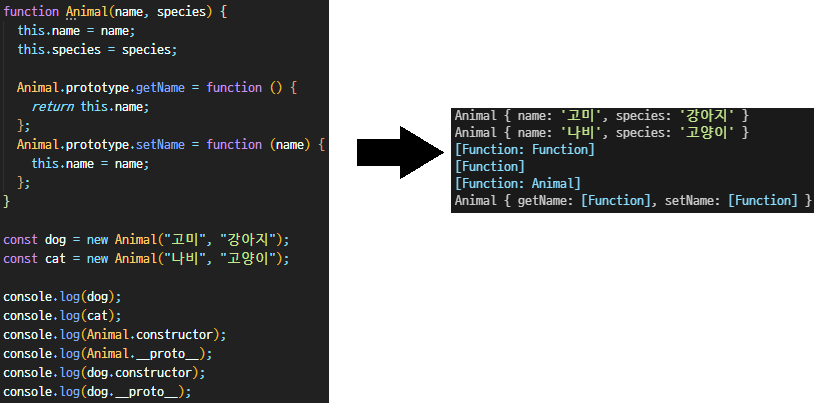 function Animal(name, species) {
this.name = name;
this.species = species;
Animal.prototype.getName = function () {
return this.name;
};
Animal.prototype.setName = function (name) {
this.name = name;
};
}
const dog = new Animal("고미", "강아지");
const cat = new Animal("나비", "고양이");
console.log(dog);
console.log(cat);
console.log(Animal.constructor);
console.log(Animal.__proto__);
console.log(dog.constructor);
console.log(dog.__proto__);
Animal { name: '고미', species: '강아지' }
Animal { name: '나비', species: '고양이' }
[Function: Function]
[Function]
[Function: Animal]
Animal { getName: [Function], setName: [Function] }